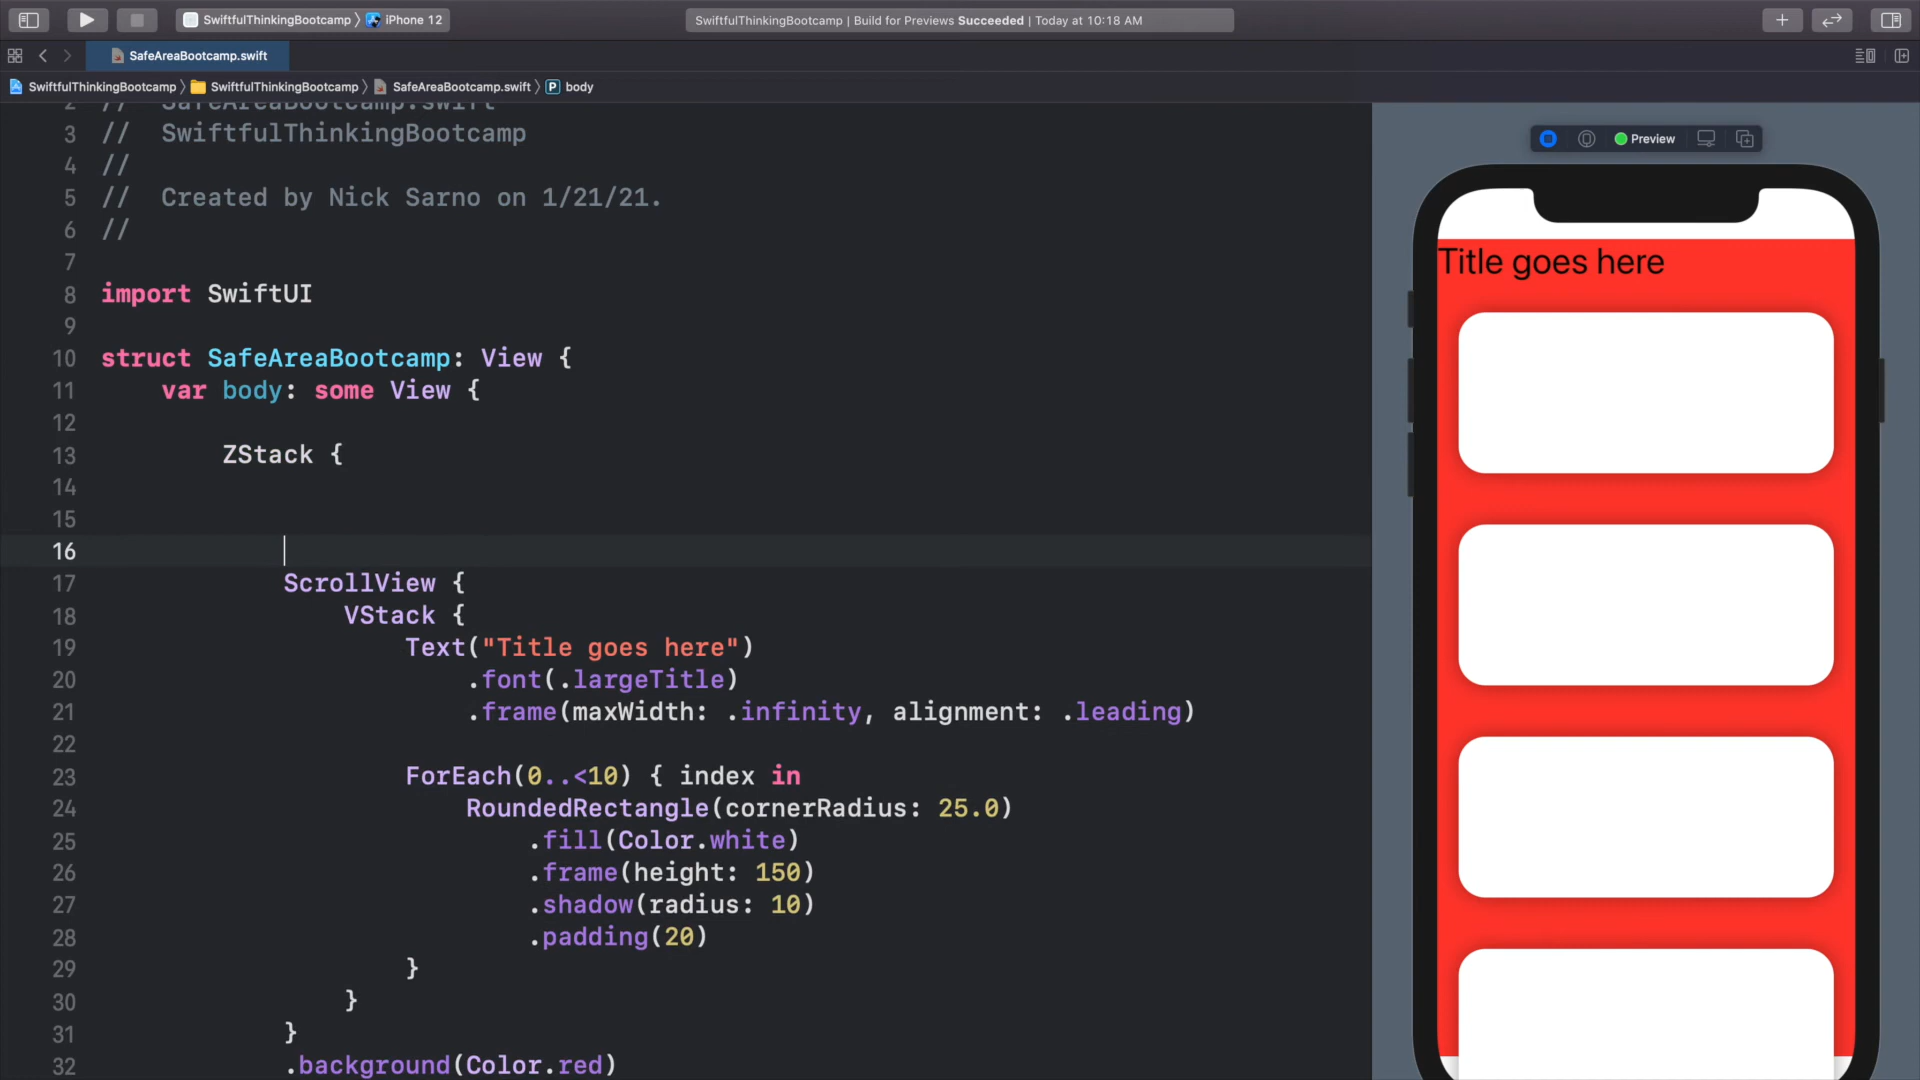 SwiftfulThinkingBootcamp 〉 iPhone 12
SwiftfulThinkingBootcamp | Build for Previews Succeeded | Today at 10:18 AM
SafeAreaBootcamp.swift
SwiftfulThinkingBootcamp 〉 SwiftfulThinkingBootcamp 〉 SafeAreaBootcamp.swift 〉 P body
2 //  SafeAreaBootcamp.swift
3 //  SwiftfulThinkingBootcamp
4 //
5 //  Created by Nick Sarno on 1/21/21.
6 //
7
8 import SwiftUI
9
10 struct SafeAreaBootcamp: View {
11     var body: some View {
12
13         ZStack {
14
15
16
17             ScrollView {
18                 VStack {
19                     Text("Title goes here")
20                         .font(.largeTitle)
21                         .frame(maxWidth: .infinity, alignment: .leading)
22
23                     ForEach(0..<10) { index in
24                         RoundedRectangle(cornerRadius: 25.0)
25                             .fill(Color.white)
26                             .frame(height: 150)
27                             .shadow(radius: 10)
28                             .padding(20)
29                     }
30                 }
31             }
32             .background(Color.red)
Preview
Title goes here